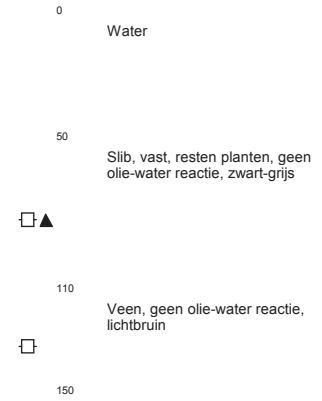 0
Water
50
Slib, vast, resten planten, geen
olie-water reactie, zwart-grijs
110
Veen, geen olie-water reactie,
lichtbruin
150